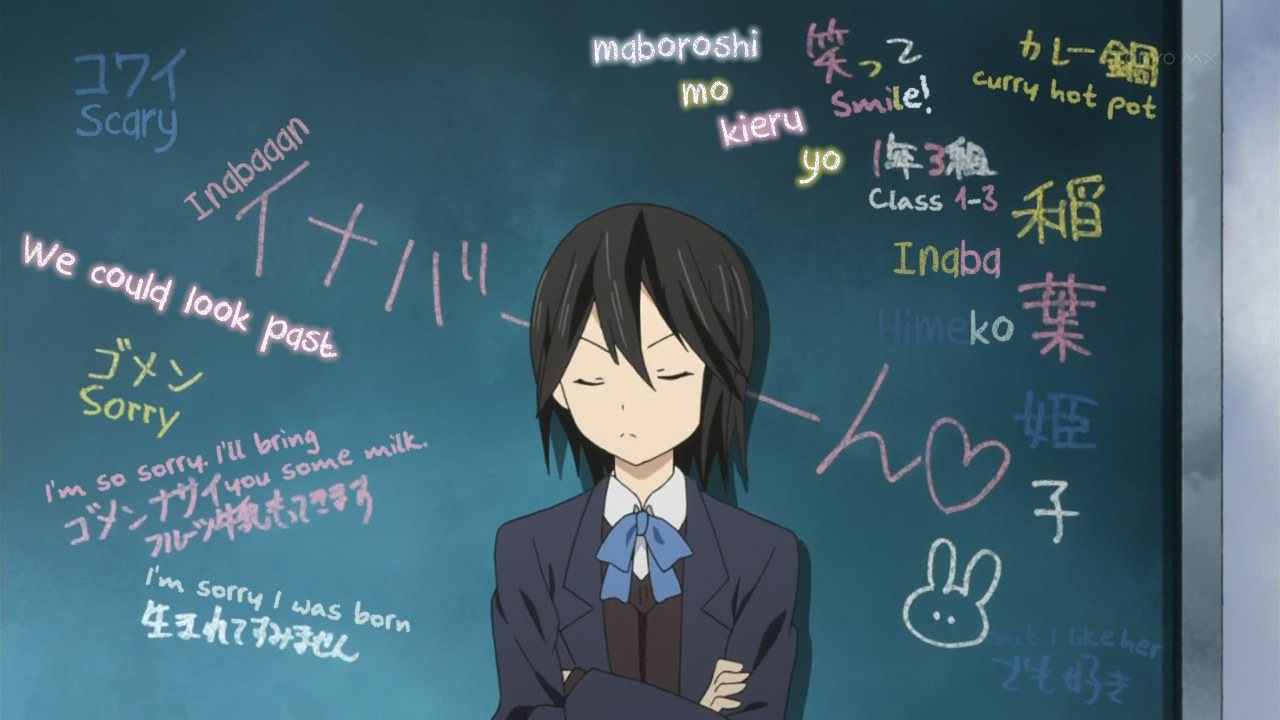 コワイ
Scary
maboroshi
mo
kieru
yo
笑って
Smile!
カレー鍋
curry hot pot
1年3組
Class 1-3
Inabaaan
イナバーん♡
稲葉姫子
Inaba
Himeko
We could look past
ゴメン
Sorry
I'm so sorry. I'll bring
you some milk.
ゴメンナサイ
フルーツ牛乳もってきます
I'm sorry I was born
生まれてすみません
but I like her
でも好き